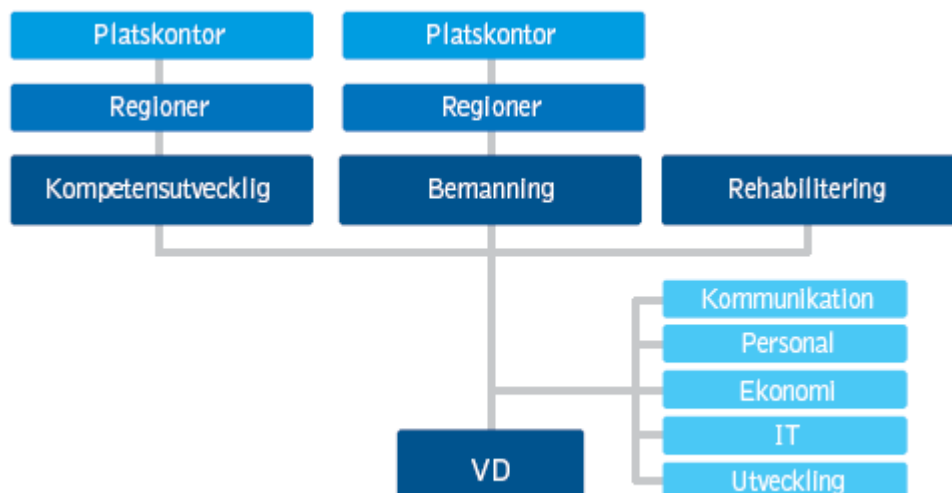 Platskontor
Platskontor
Regioner
Regioner
Kompetensutvecklig
Bemanning
Rehabilitering
Kommunikation
Personal
Ekonomi
IT
VD
Utveckling